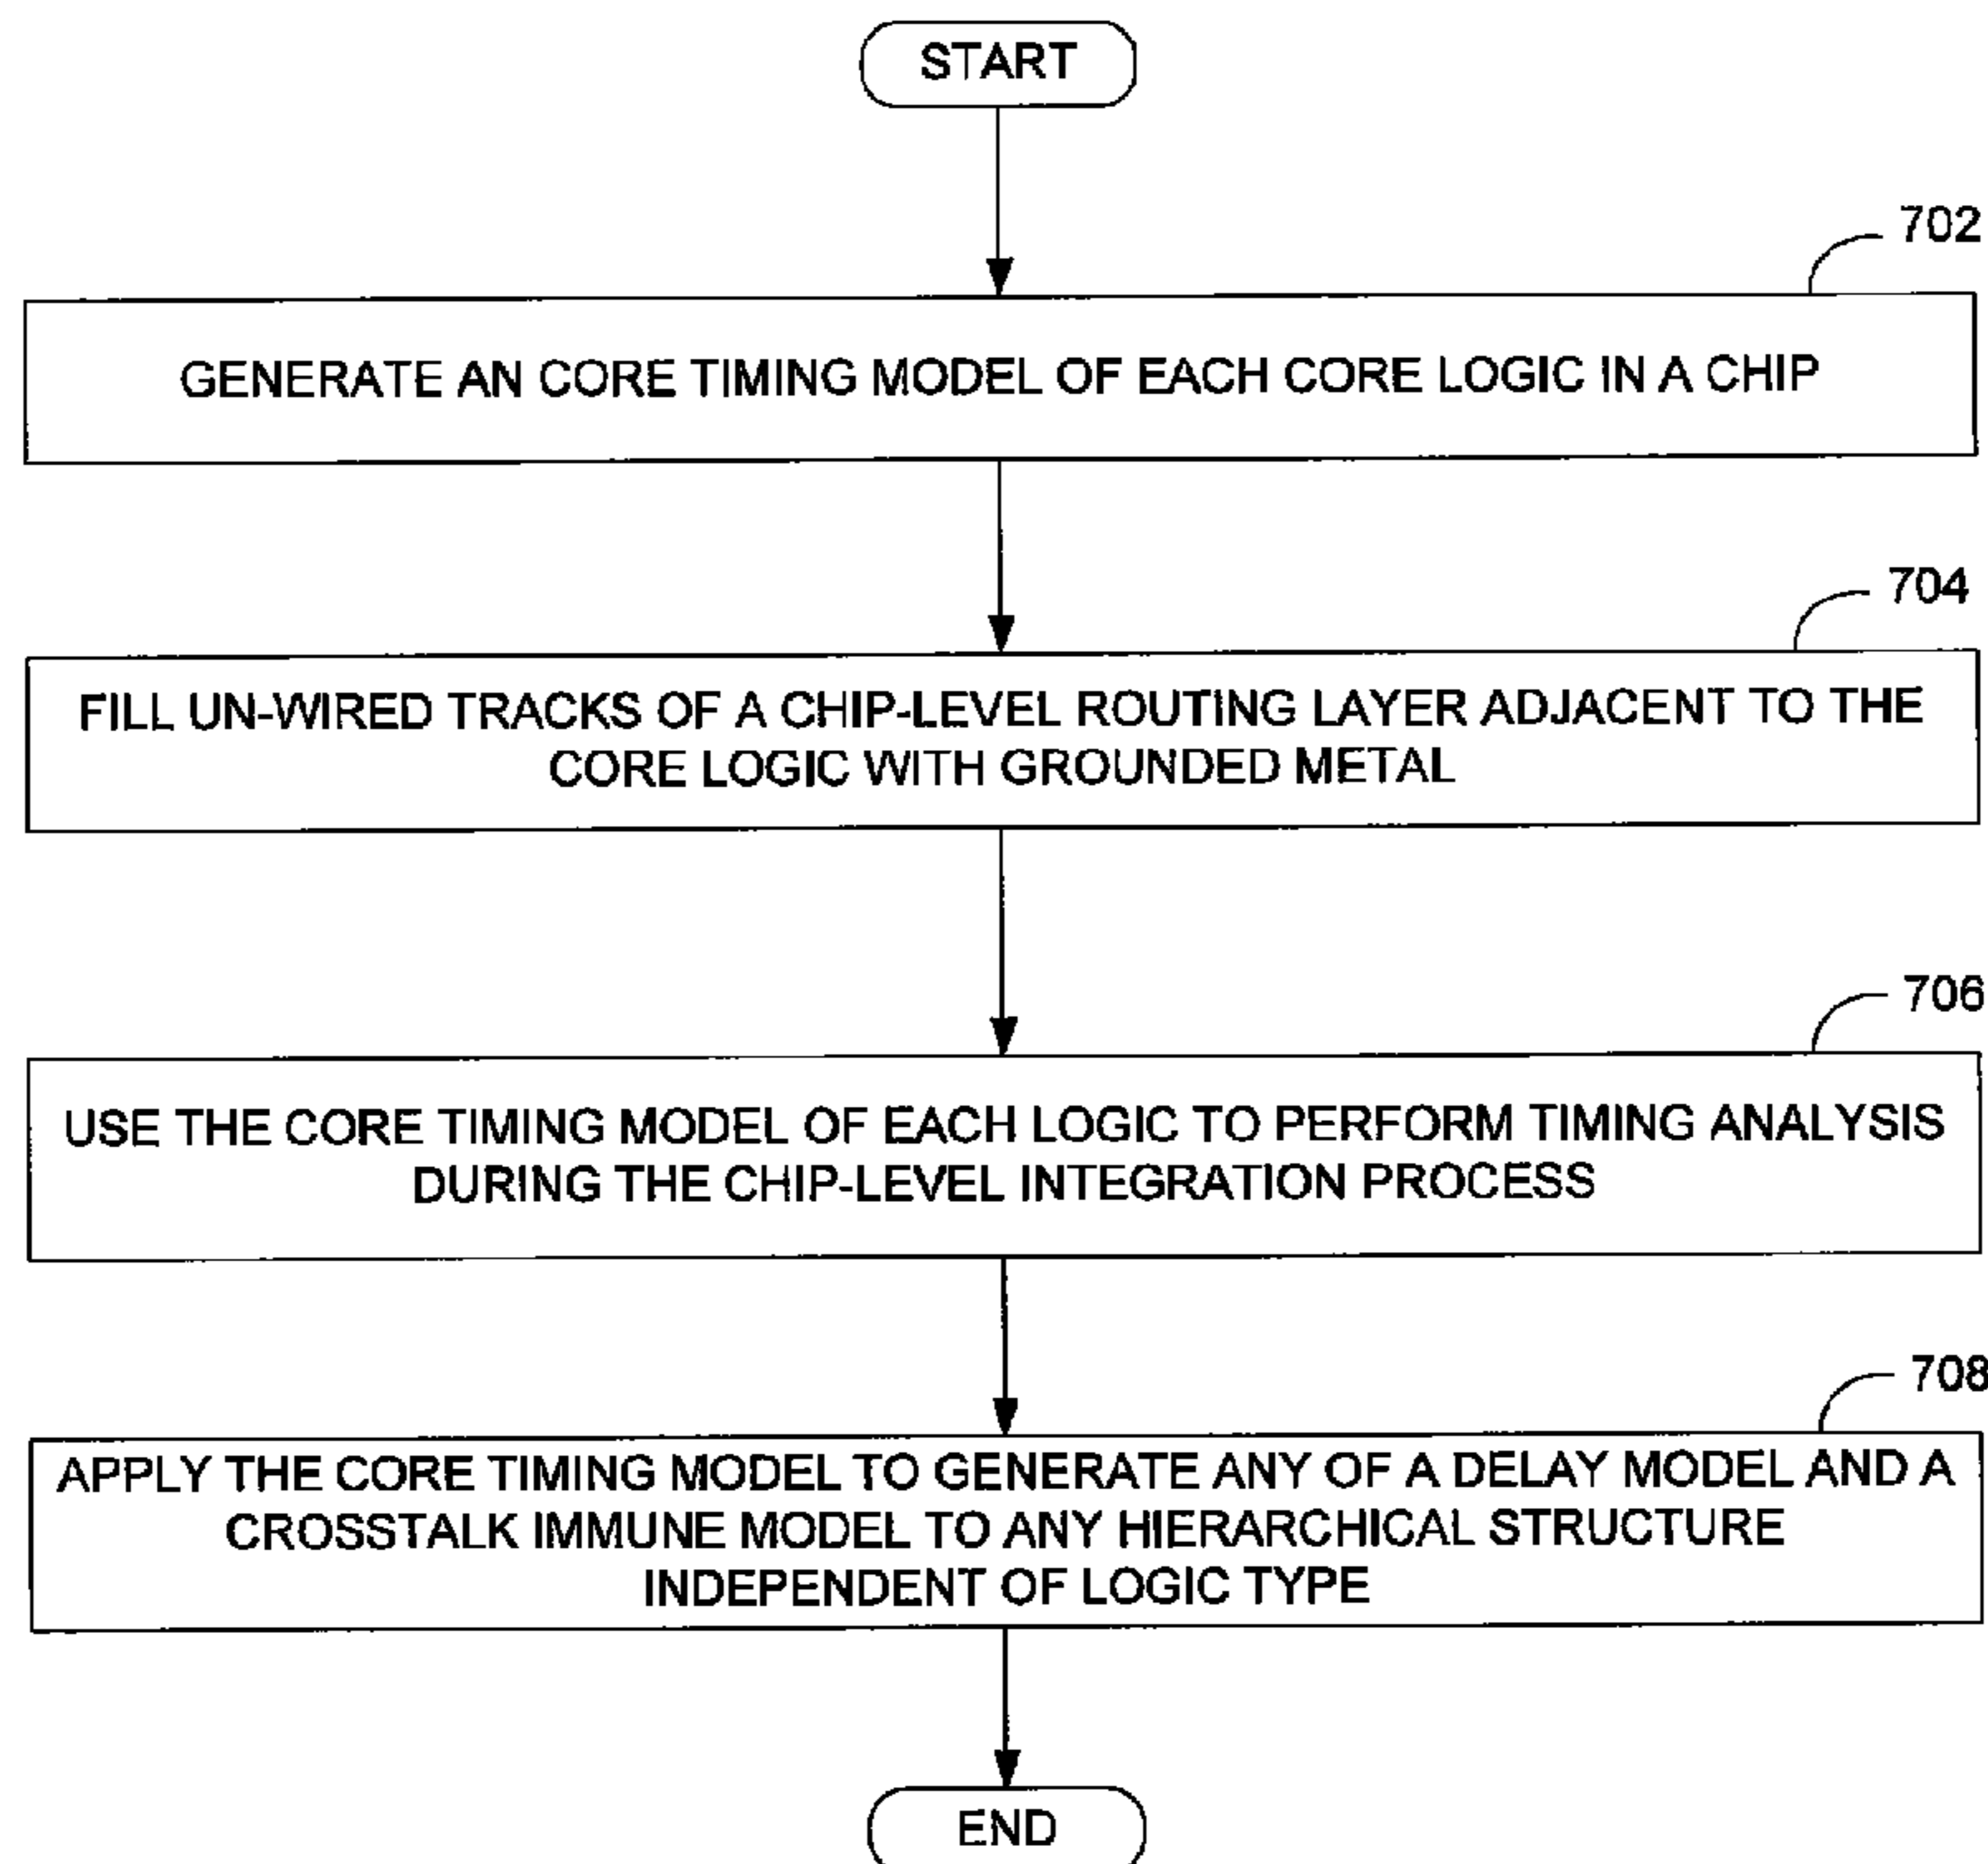 START
702
GENERATE AN CORE TIMING MODEL OF EACH CORE LOGIC IN A CHIP
704
FILL UN-WIRED TRACKS OF A CHIP-LEVEL ROUTING LAYER ADJACENT TO THE
CORE LOGIC WITH GROUNDED METAL
706
USE THE CORE TIMING MODEL OF EACH LOGIC TO PERFORM TIMING ANALYSIS
DURING THE CHIP-LEVEL INTEGRATION PROCESS
708
APPLY THE CORE TIMING MODEL TO GENERATE ANY OF A DELAY MODEL AND A
CROSSTALK IMMUNE MODEL TO ANY HIERARCHICAL STRUCTURE
INDEPENDENT OF LOGIC TYPE
END